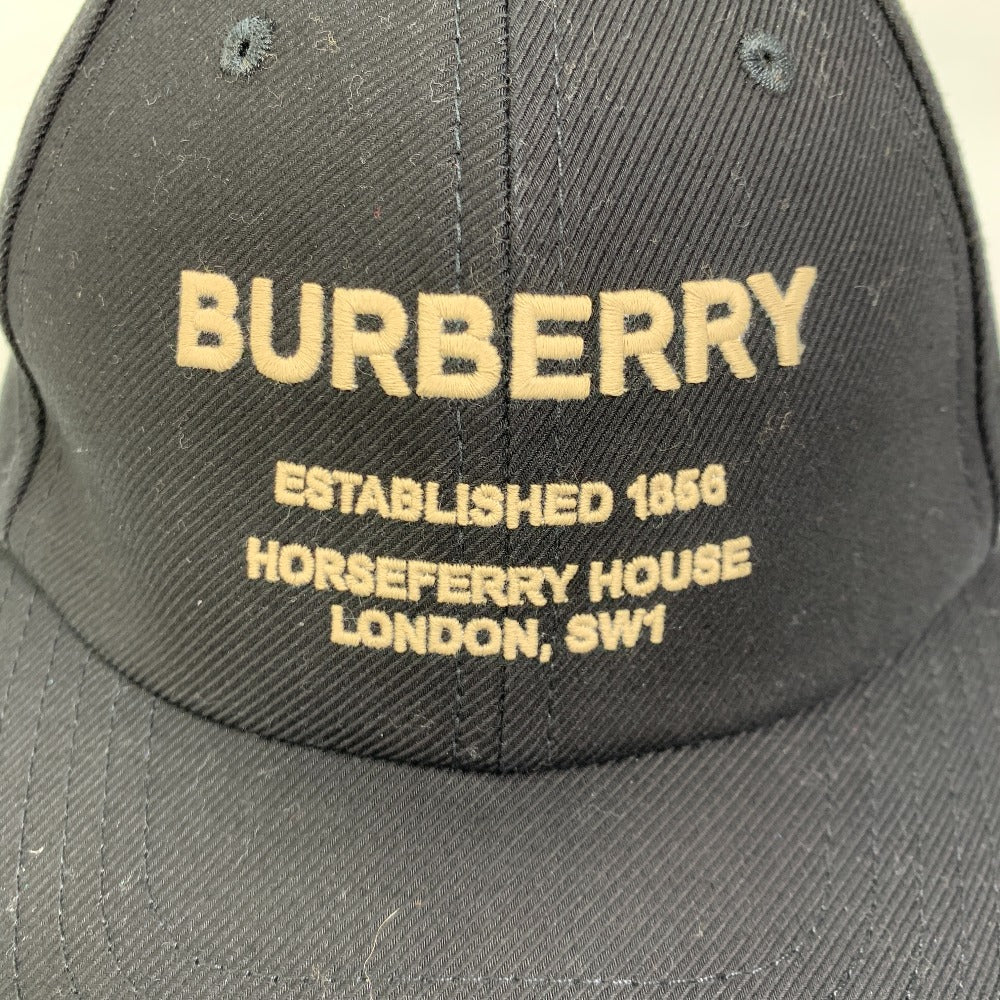 BURBERRY
ESTABLISHED 1856
HORSEFERRY HOUSE
LONDON, SW1